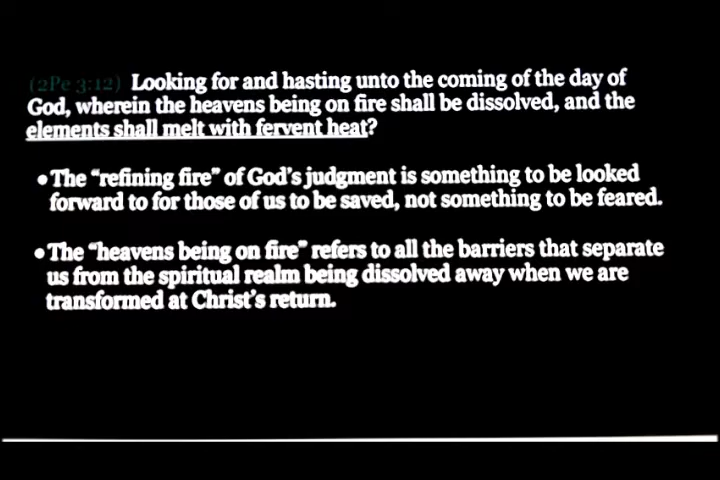 (2Pe 3:12) Looking for and hasting unto the coming of the day of
God, wherein the heavens being on fire shall be dissolved, and the
elements shall melt with fervent heat?
• The “refining fire” of God’s judgment is something to be looked
forward to for those of us to be saved, not something to be feared.
• The “heavens being on fire” refers to all the barriers that separate
us from the spiritual realm being dissolved away when we are
transformed at Christ’s return.